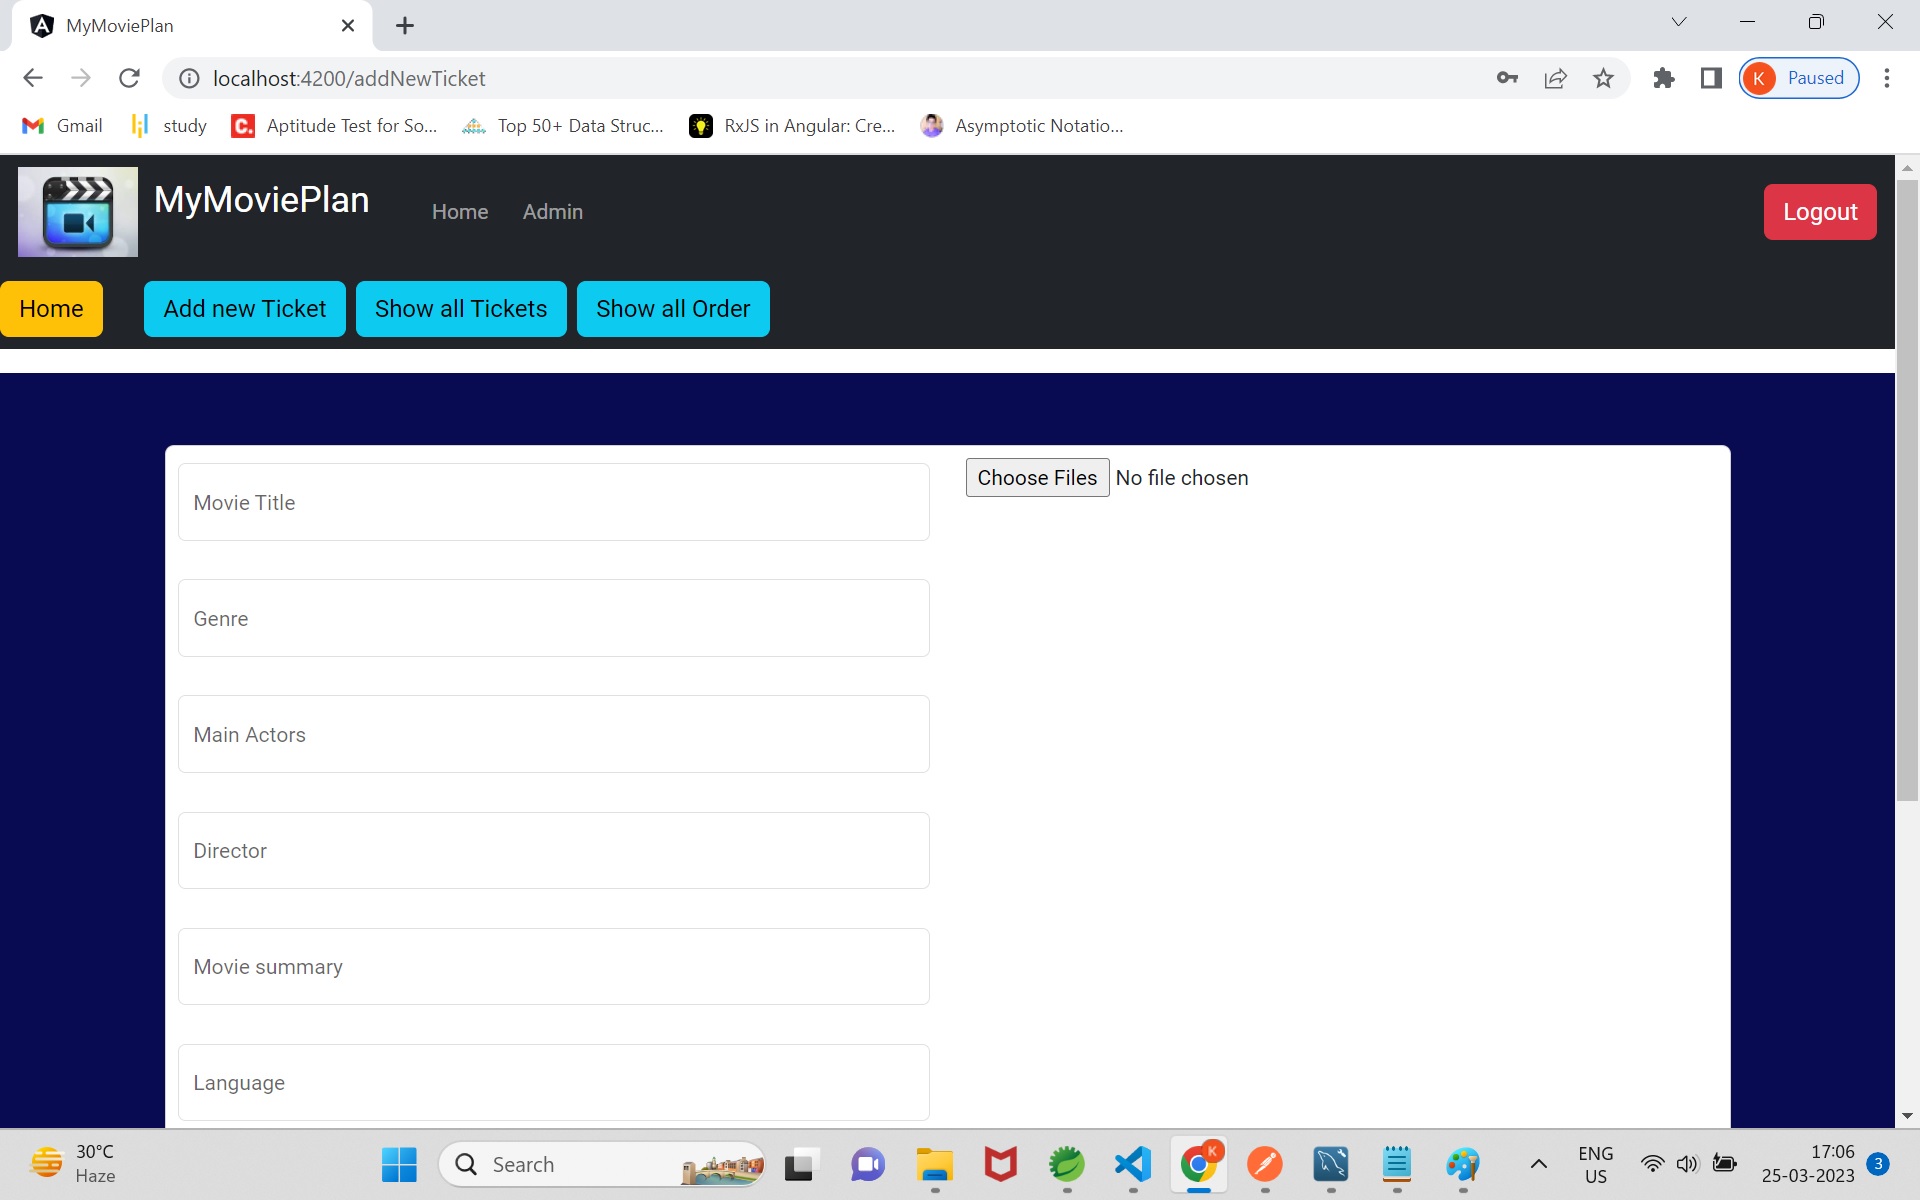 MyMoviePlan
localhost:4200/addNewTicket
K Paused
Gmail study C. Aptitude Test for So... Top 50+ Data Struc... RxJS in Angular: Cre... Asymptotic Notatio...
MyMoviePlan Home Admin Logout
Home Add new Ticket Show all Tickets Show all Order
Choose Files No file chosen
Movie Title
Genre
Main Actors
Director
Movie summary
Language
30°C
Haze
Search
K
ENG
US
17:06
25-03-2023
3